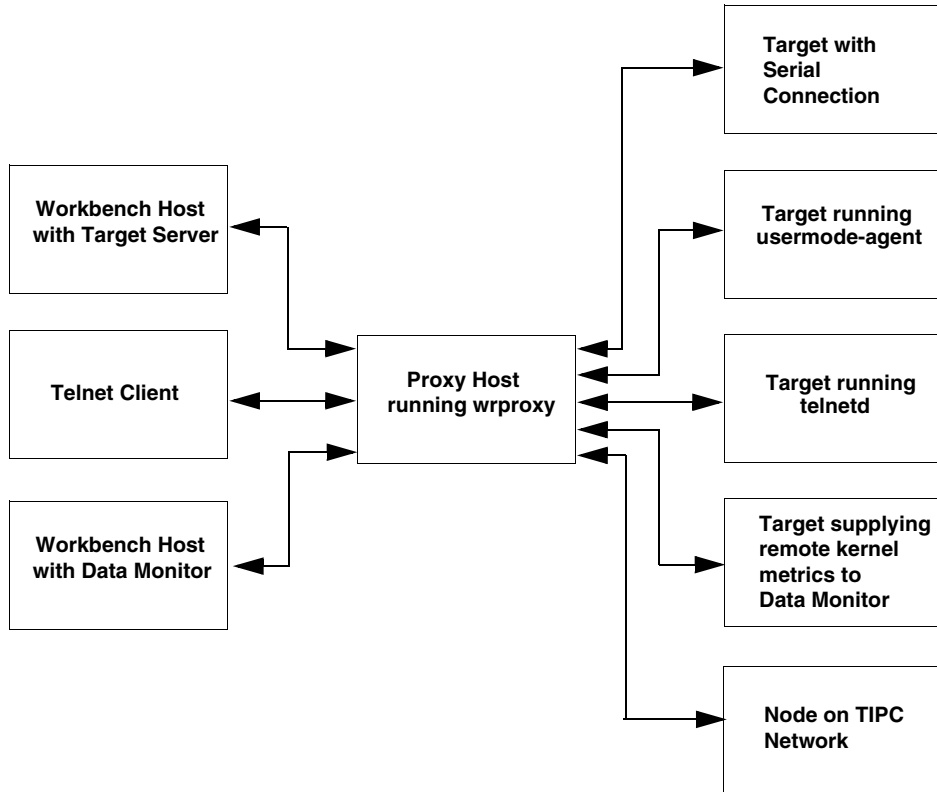 Workbench Host
with Target Server
Telnet Client
Workbench Host
with Data Monitor
Proxy Host
running wrproxy
Target with
Serial
Connection
Target running
usermode-agent
Target running
telnetd
Target supplying
remote kernel
metrics to
Data Monitor
Node on TIPC
Network